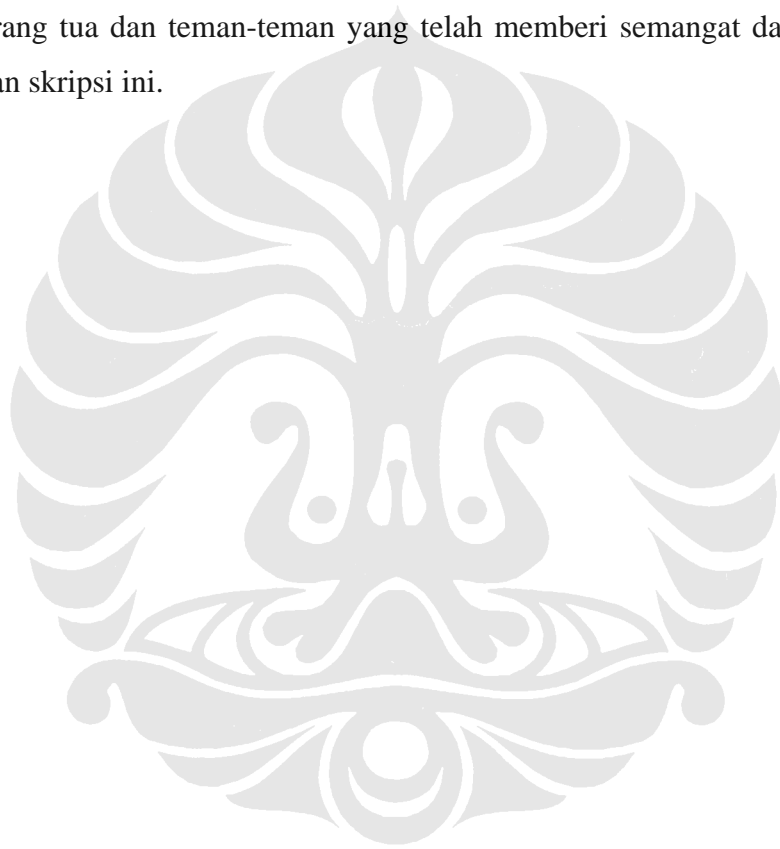 rang tua dan teman-teman yang telah memberi semangat da
an skripsi ini.